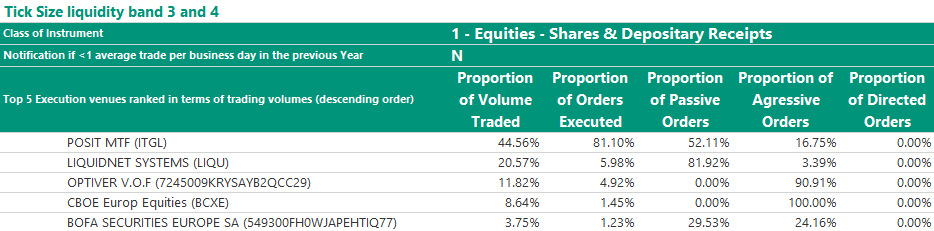 Tick Size liquidity band 3 and 4
Class of Instrument 1 - Equities - Shares & Depositary Receipts
Notification if <1 average trade per business day in the previous Year N
Top 5 Execution venues ranked in terms of trading volumes (descending order) Proportion of Volume Traded Proportion of Orders Executed Proportion of Passive Orders Proportion of Agressive Orders Proportion of Directed Orders
POSIT MTF (ITGL) 44.56% 81.10% 52.11% 16.75% 0.00%
LIQUIDNET SYSTEMS (LIQU) 20.57% 5.98% 81.92% 3.39% 0.00%
OPTIVER V.O.F (7245009KRYSAYB2QCC29) 11.82% 4.92% 0.00% 90.91% 0.00%
CBOE Europ Equities (BCXE) 8.64% 1.45% 0.00% 100.00% 0.00%
BOFA SECURITIES EUROPE SA (549300FH0WJAPEHTIQ77) 3.75% 1.23% 29.53% 24.16% 0.00%